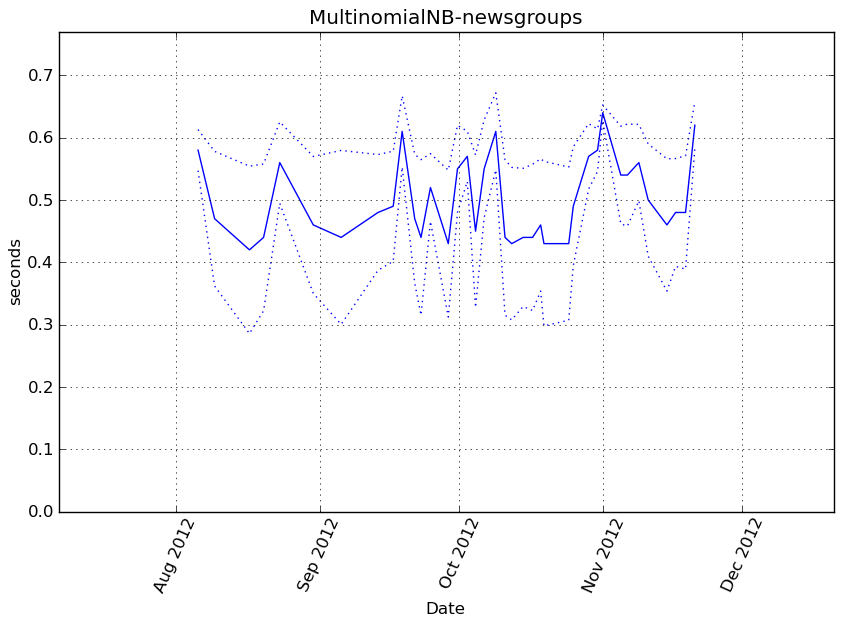 MultinomialNB-newsgroups
0.7
0.6
0.5
0.4
0.3
0.2
0.1
0.0
seconds
Aug 2012
Sep 2012
Oct 2012
Nov 2012
Dec 2012
Date